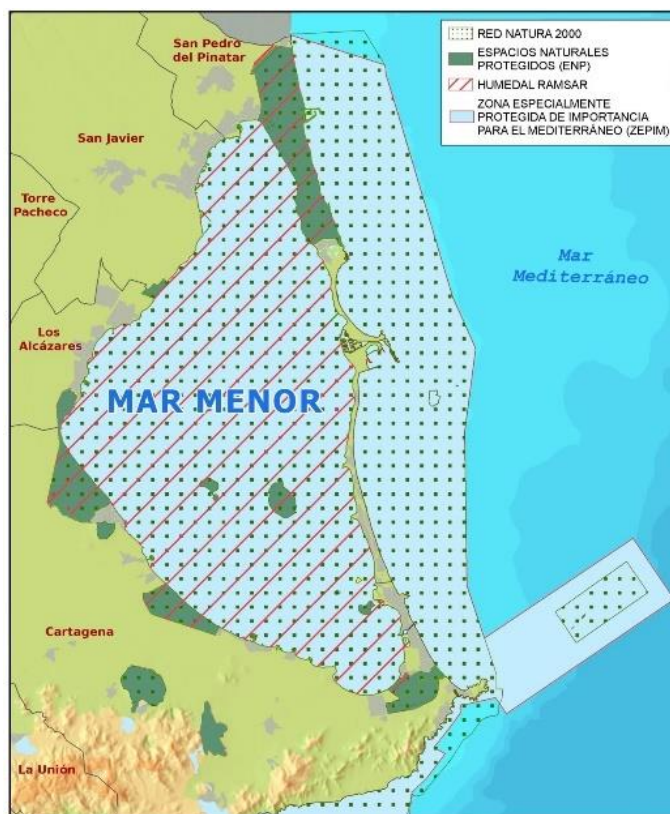 RED NATURA 2000
ESPACIOS NATURALES
PROTEGIDOS (ENP)
HUMEDAL RAMSAR
ZONA ESPECIALMENTE
PROTEGIDA DE IMPORTANCIA
PARA EL MEDITERRÁNEO (ZEPIM)
San Pedro
del Pinatar
San Javier
Torre
Pacheco
Mar
Mediterráneo
Los
Alcázares
MAR MENOR
Cartagena
La Unión